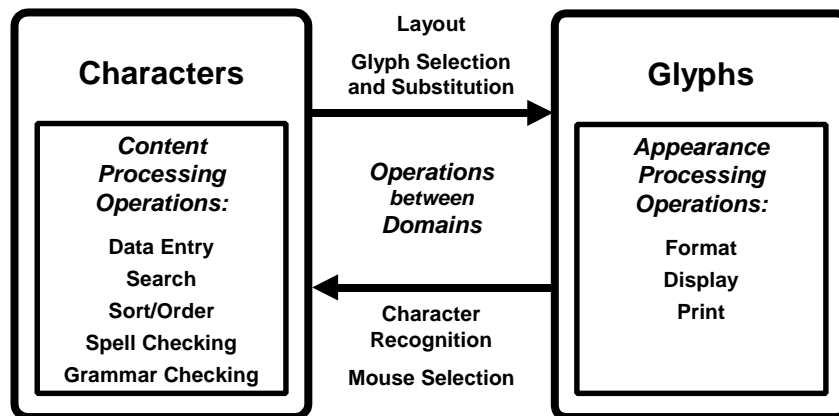 Characters
Content
Processing
Operations:
Data Entry
Search
Sort/Order
Spell Checking
Grammar Checking
Layout
Glyph Selection
and Substitution
Operations
between
Domains
Character
Recognition
Mouse Selection
Glyphs
Appearance
Processing
Operations:
Format
Display
Print